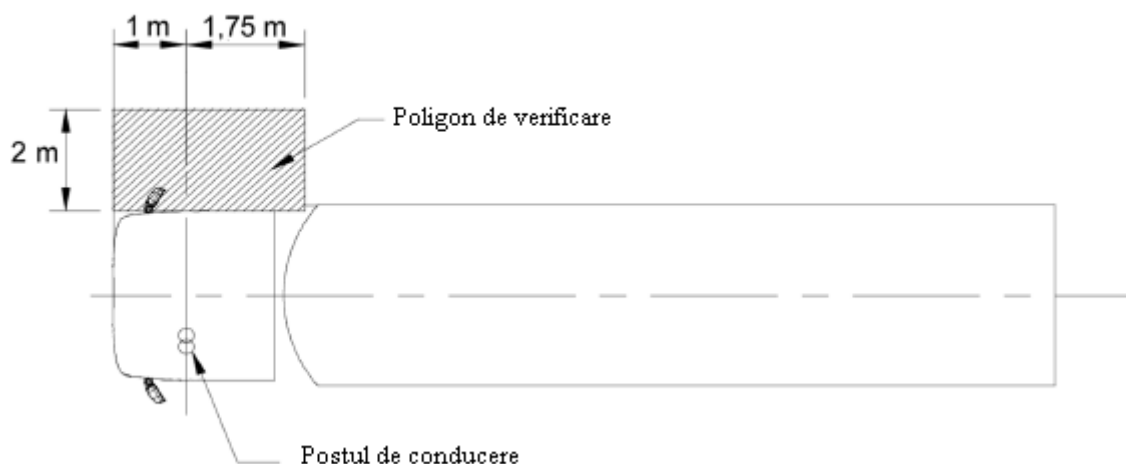 1 m
1,75 m
Poligon de verificare
2 m
Postul de conducere